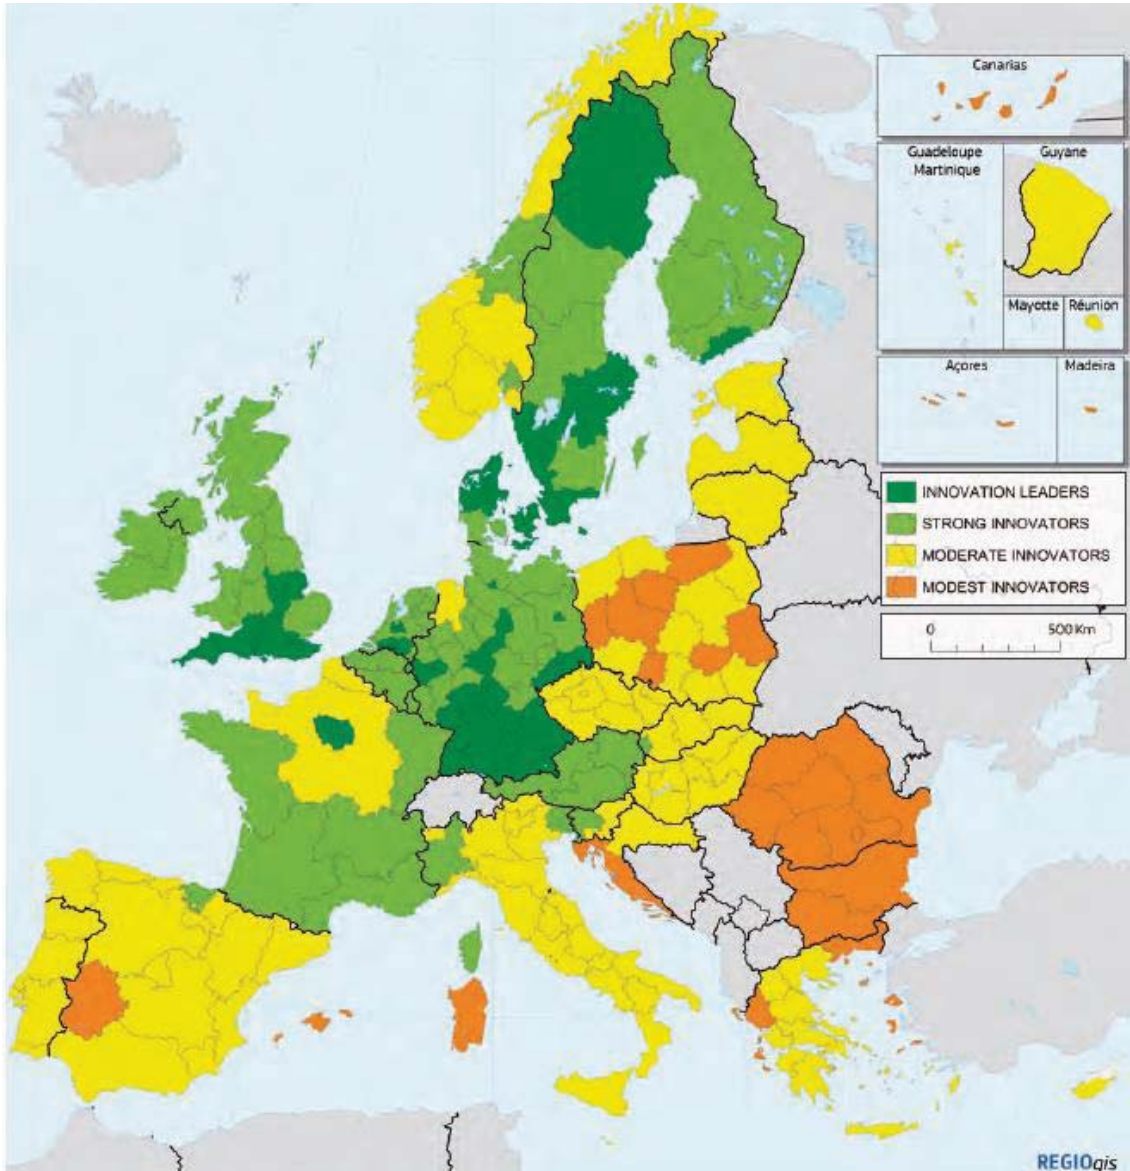 Canarias
Guadeloupe
Martinique
Guyane
Mayotte
Réunion
Açores
Madeira
INNOVATION LEADERS
STRONG INNOVATORS
MODERATE INNOVATORS
MODEST INNOVATORS
0 500 Km
REGIOgis